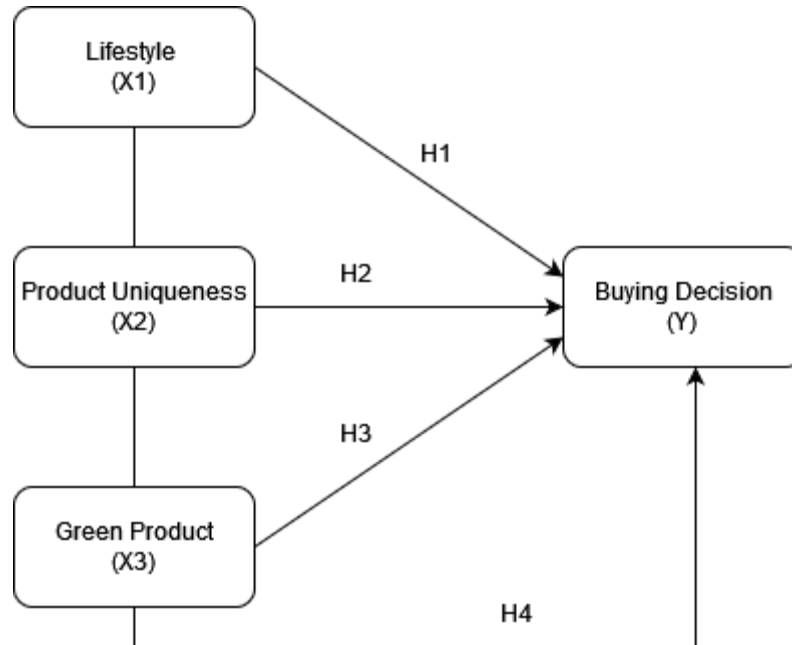 Lifestyle
(X1)
H1
Product Uniqueness
(X2)
H2
Buying Decision
(Y)
H3
Green Product
(X3)
H4